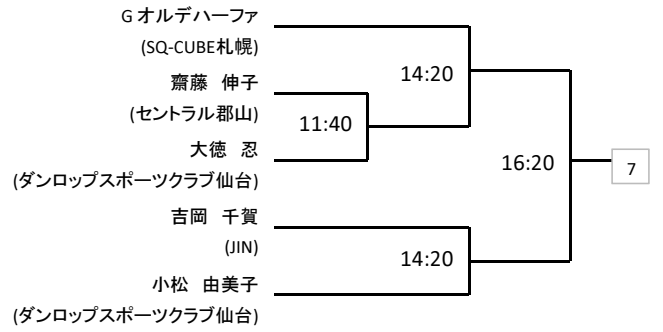 G オルデハーファ
(SQ-CUBE札幌)
14:20
齋藤　伸子
(セントラル郡山)
11:40
大徳　忍
(ダンロップスポーツクラブ仙台)
16:20
7
吉岡　千賀
(JIN)
14:20
小松　由美子
(ダンロップスポーツクラブ仙台)